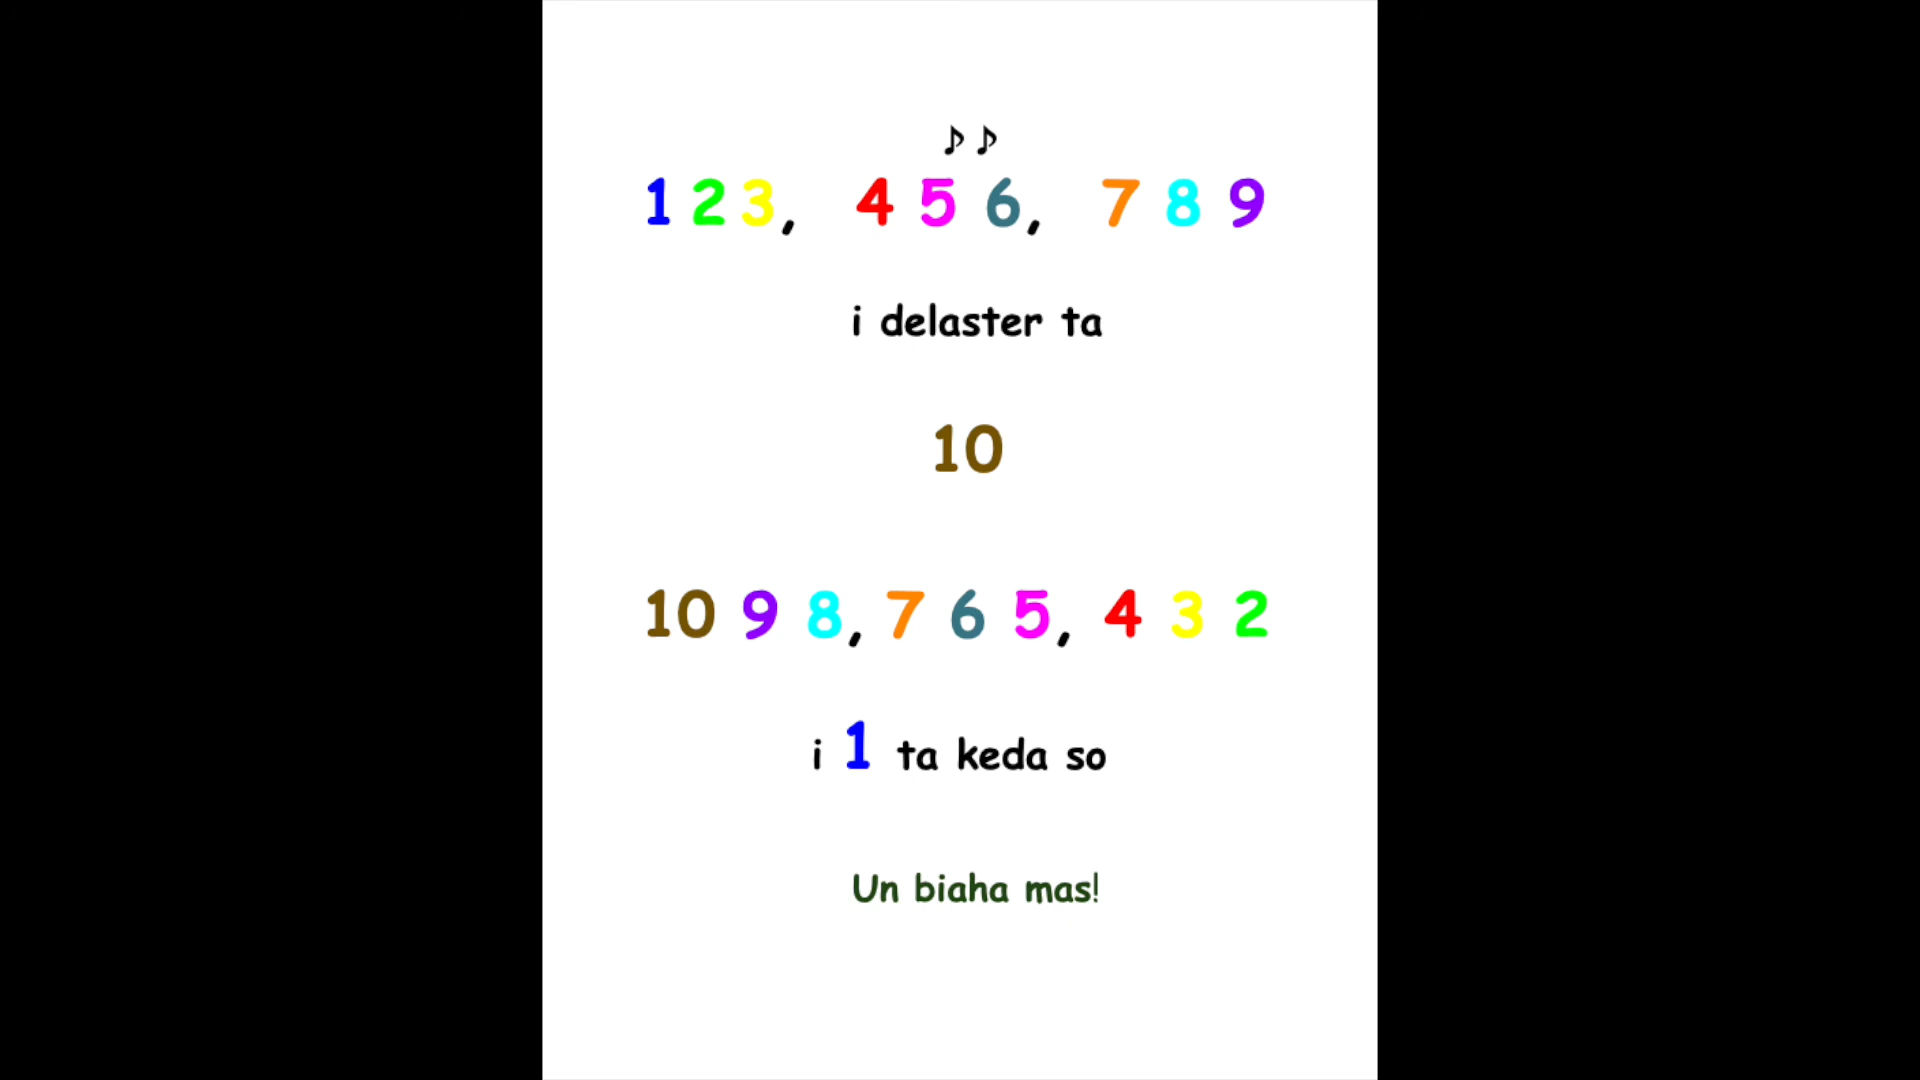 ♪ ♪
1 2 3, 4 5 6, 7 8 9
i delaster ta
10
10 9 8, 7 6 5, 4 3 2
i 1 ta keda so
Un biaha mas!